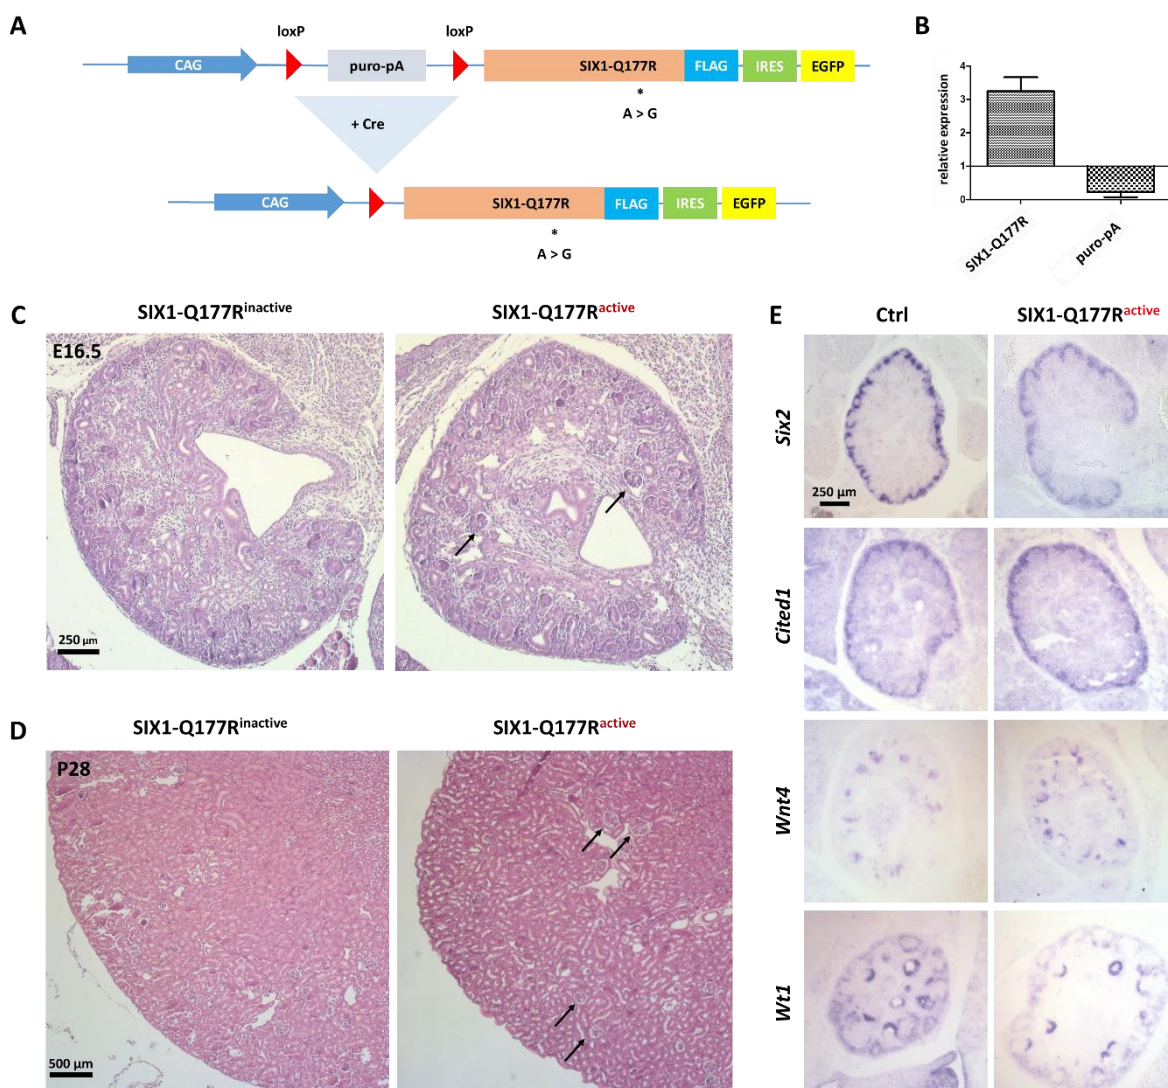 A
loxP loxP
CAG puro-pA SIX1-Q177R FLAG IRES EGFP
*
A > G
+ Cre
CAG SIX1-Q177R FLAG IRES EGFP
*
A > G
B
relative expression
4
3
2
1
0
SIX1-Q177R puro-pA
C
SIX1-Q177Rinactive SIX1-Q177Ractive
E16.5
250 µm
D
SIX1-Q177Rinactive SIX1-Q177Ractive
P28
500 µm
E
Ctrl SIX1-Q177Ractive
Six2
250 µm
Cited1
Wnt4
Wt1